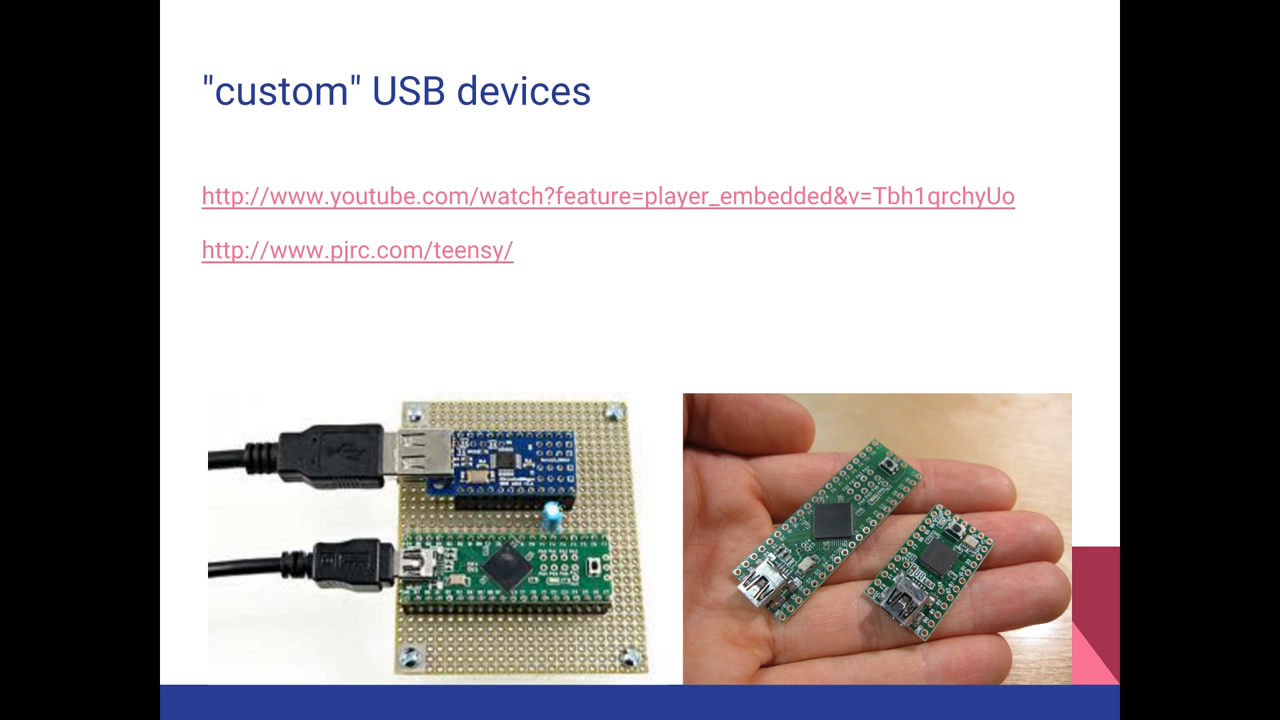 "custom" USB devices
http://www.youtube.com/watch?feature=player_embedded&v=Tbh1qrchyUo
http://www.pjrc.com/teensy/